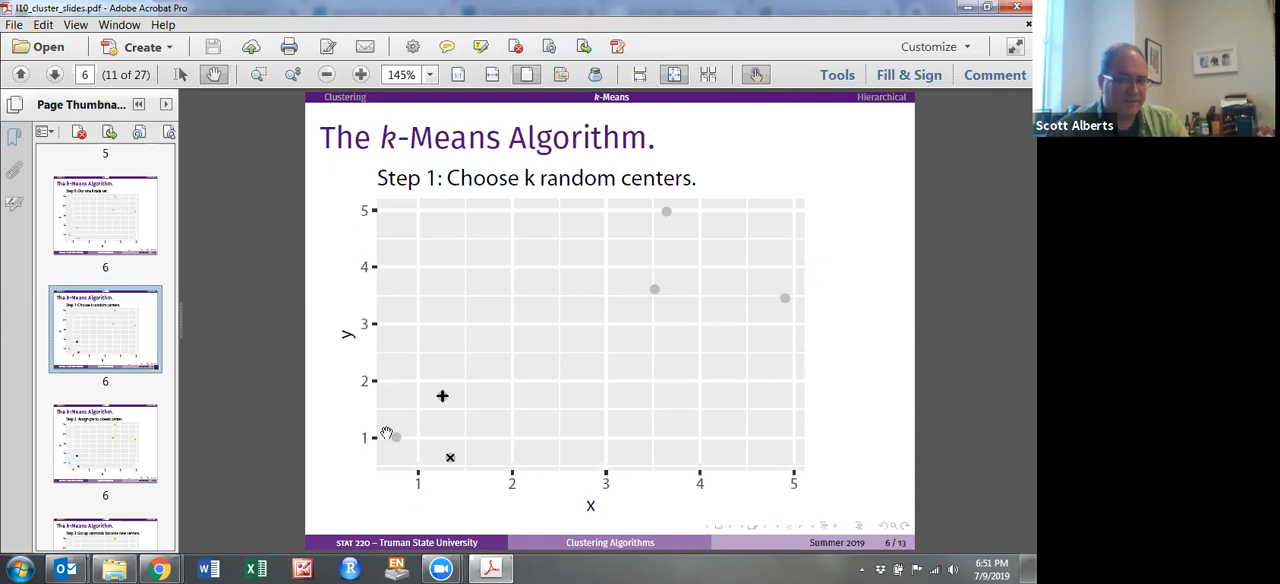 l10_cluster_slides.pdf - Adobe Acrobat Pro
File Edit View Window Help
Open Create Customize
6 (11 of 27) 145% Tools Fill & Sign Comment
Page Thumbna...
5
6
6
6
Clustering k-Means Hierarchical
The k-Means Algorithm.
Step 1: Choose k random centers.
5
4
3
2
1
y
1 2 3 4 5
x
STAT 220 – Truman State University Clustering Algorithms Summer 2019 6 / 13
Scott Alberts
EN
6:51 PM
7/9/2019